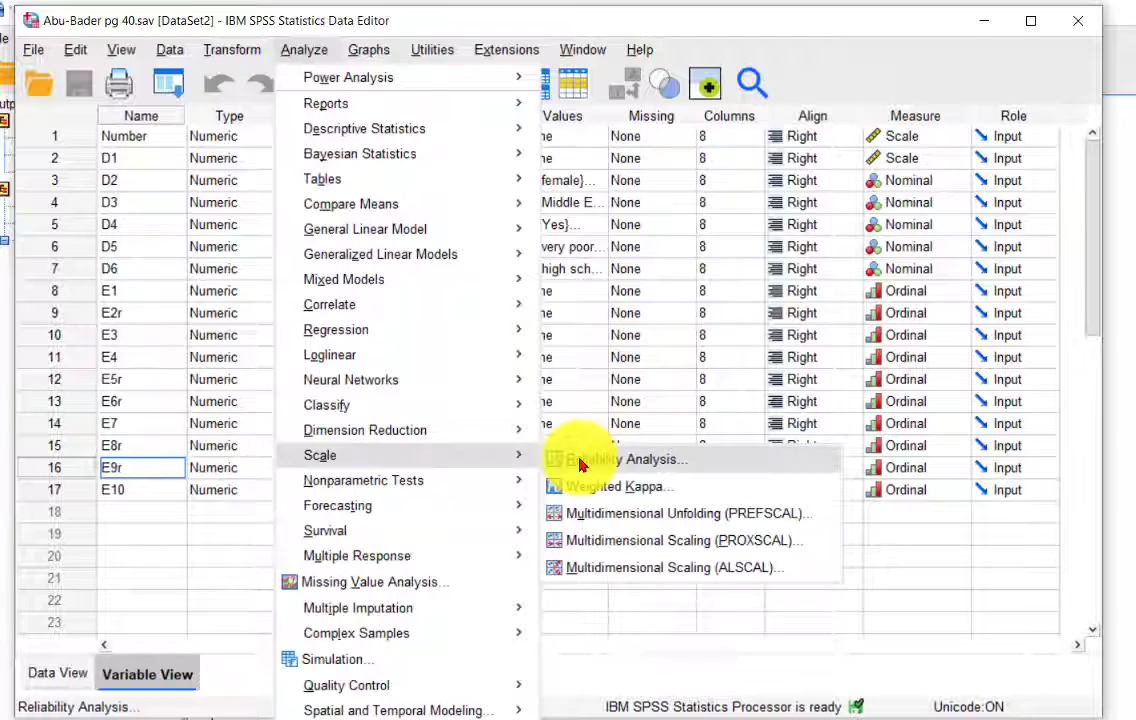 Abu-Bader pg 40.sav [DataSet2] - IBM SPSS Statistics Data Editor
File Edit View Data Transform Analyze Graphs Utilities Extensions Window Help
Name Type Values Missing Columns Align Measure Role
1 Number Numeric ne None 8 Right Scale Input
2 D1 Numeric ne None 8 Right Scale Input
3 D2 Numeric female}... None 8 Right Nominal Input
4 D3 Numeric Middle E... None 8 Right Nominal Input
5 D4 Numeric Yes}... None 8 Right Nominal Input
6 D5 Numeric very poor... None 8 Right Nominal Input
7 D6 Numeric high sch... None 8 Right Nominal Input
8 E1 Numeric ne None 8 Right Ordinal Input
9 E2r Numeric ne None 8 Right Ordinal Input
10 E3 Numeric ne None 8 Right Ordinal Input
11 E4 Numeric ne None 8 Right Ordinal Input
12 E5r Numeric ne None 8 Right Ordinal Input
13 E6r Numeric ne None 8 Right Ordinal Input
14 E7 Numeric ne None 8 Right Ordinal Input
15 E8r Numeric Ordinal Input
16 E9r Numeric Ordinal Input
17 E10 Numeric Ordinal Input
18
19
20
21
22
23
Power Analysis
Reports
Descriptive Statistics
Bayesian Statistics
Tables
Compare Means
General Linear Model
Generalized Linear Models
Mixed Models
Correlate
Regression
Loglinear
Neural Networks
Classify
Dimension Reduction
Scale
Nonparametric Tests
Forecasting
Survival
Multiple Response
Missing Value Analysis...
Multiple Imputation
Complex Samples
Simulation...
Quality Control
Spatial and Temporal Modeling...
Reliability Analysis...
Weighted Kappa...
Multidimensional Unfolding (PREFSCAL)...
Multidimensional Scaling (PROXSCAL)...
Multidimensional Scaling (ALSCAL)...
Data View Variable View
Reliability Analysis... IBM SPSS Statistics Processor is ready Unicode:ON